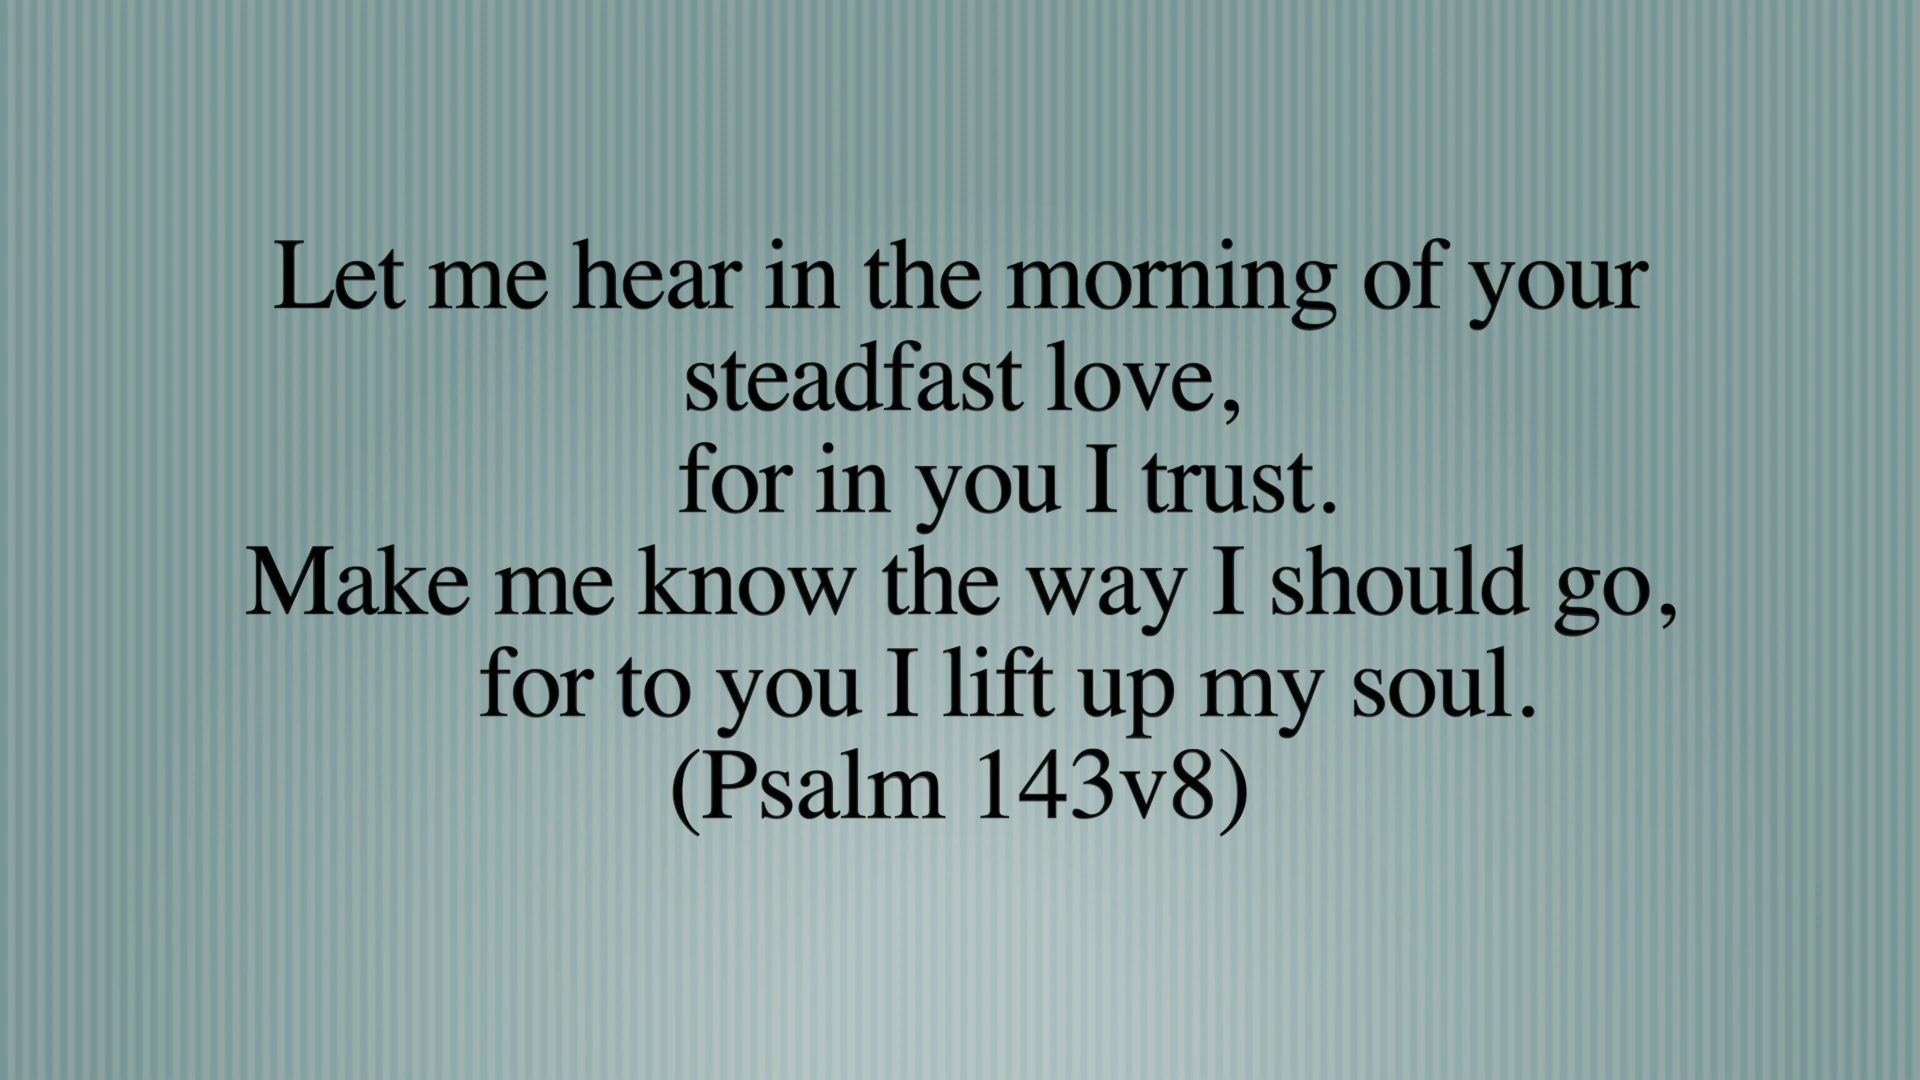 Let me hear in the morning of your
steadfast love,
for in you I trust.
Make me know the way I should go,
for to you I lift up my soul.
(Psalm 143v8)